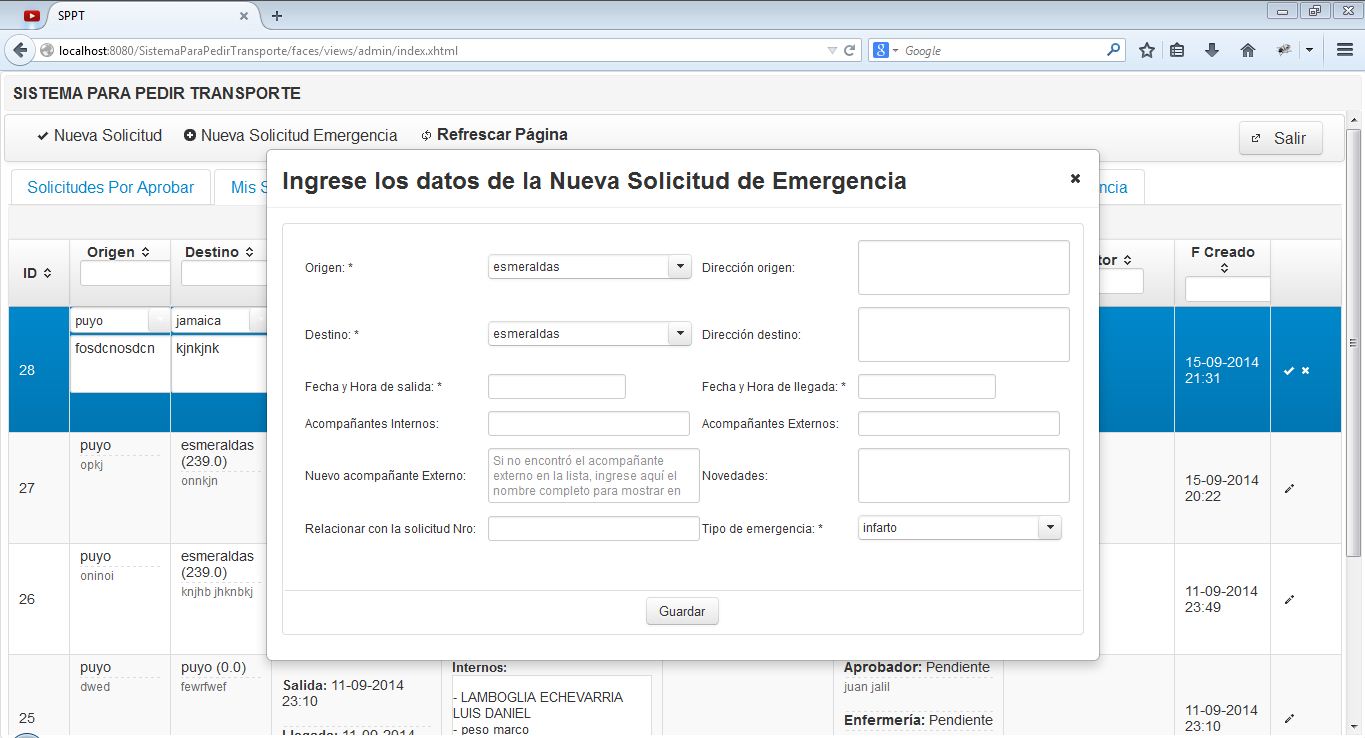 SPPT
localhost:8080/SistemaParaPedirTransporte/faces/views/admin/index.xhtml
Google
SISTEMA PARA PEDIR TRANSPORTE
Nueva Solicitud Nueva Solicitud Emergencia Refrescar Página Salir
Solicitudes Por Aprobar Mis S ncia
Ingrese los datos de la Nueva Solicitud de Emergencia
Origen: * esmeraldas Dirección origen:
Destino: * esmeraldas Dirección destino:
Fecha y Hora de salida: * Fecha y Hora de llegada: *
Acompañantes Internos: Acompañantes Externos:
Nuevo acompañante Externo: Si no encontró el acompañante
externo en la lista, ingrese aquí el
nombre completo para mostrar en
Novedades:
Relacionar con la solicitud Nro: Tipo de emergencia: * infarto
Guardar
ID Origen Destino tor F Creado
28 puyo jamaica
fosdcnosdcn kjnkjnk
15-09-2014
21:31
27 puyo esmeraldas
(239.0)
opkj onnkjn
15-09-2014
20:22
26 puyo esmeraldas
(239.0)
oninoi knjhb jhknbkj
11-09-2014
23:49
25 puyo puyo (0.0)
dwed fewrfwef
Salida: 11-09-2014
23:10
Llegada: 11-09-2014
Internos:
- LAMBOGLIA ECHEVARRIA
LUIS DANIEL
- peso marco
Aprobador: Pendiente
juan jalil
Enfermería: Pendiente
11-09-2014
23:10